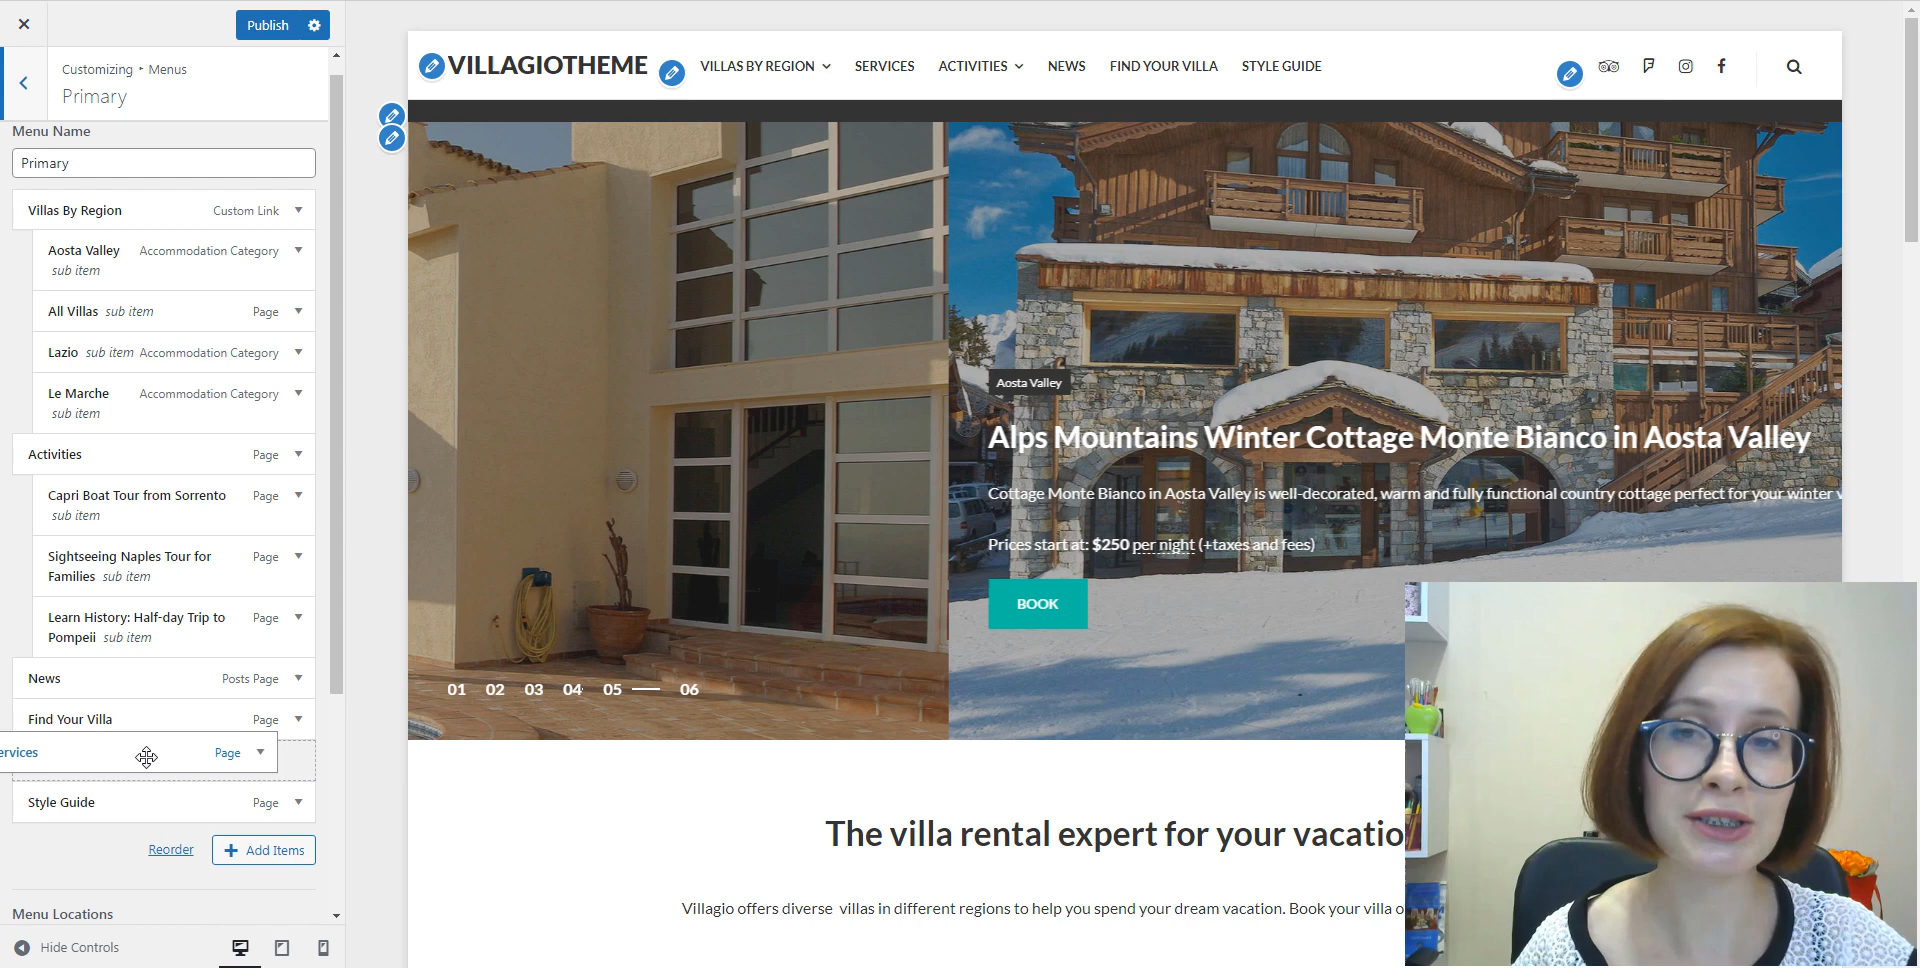 Publish
Customizing ‣ Menus
Primary
Menu Name
Primary
Villas By Region Custom Link
Aosta Valley Accommodation Category
sub item
All Villas sub item Page
Lazio sub item Accommodation Category
Le Marche Accommodation Category
sub item
Activities Page
Capri Boat Tour from Sorrento Page
sub item
Sightseeing Naples Tour for Page
Families sub item
Learn History: Half-day Trip to Page
Pompeii sub item
News Posts Page
Find Your Villa Page
ervices Page
Style Guide Page
Reorder + Add Items
Menu Locations
Hide Controls
VILLAGIOTHEME
VILLAS BY REGION SERVICES ACTIVITIES NEWS FIND YOUR VILLA STYLE GUIDE
Aosta Valley
Alps Mountains Winter Cottage Monte Bianco in Aosta Valley
Cottage Monte Bianco in Aosta Valley is well-decorated, warm and fully functional country cottage perfect for your winter v
Prices start at: $250 per night (+taxes and fees)
BOOK
01 02 03 04 05 06
The villa rental expert for your vacatio
Villagio offers diverse villas in different regions to help you spend your dream vacation. Book your villa o